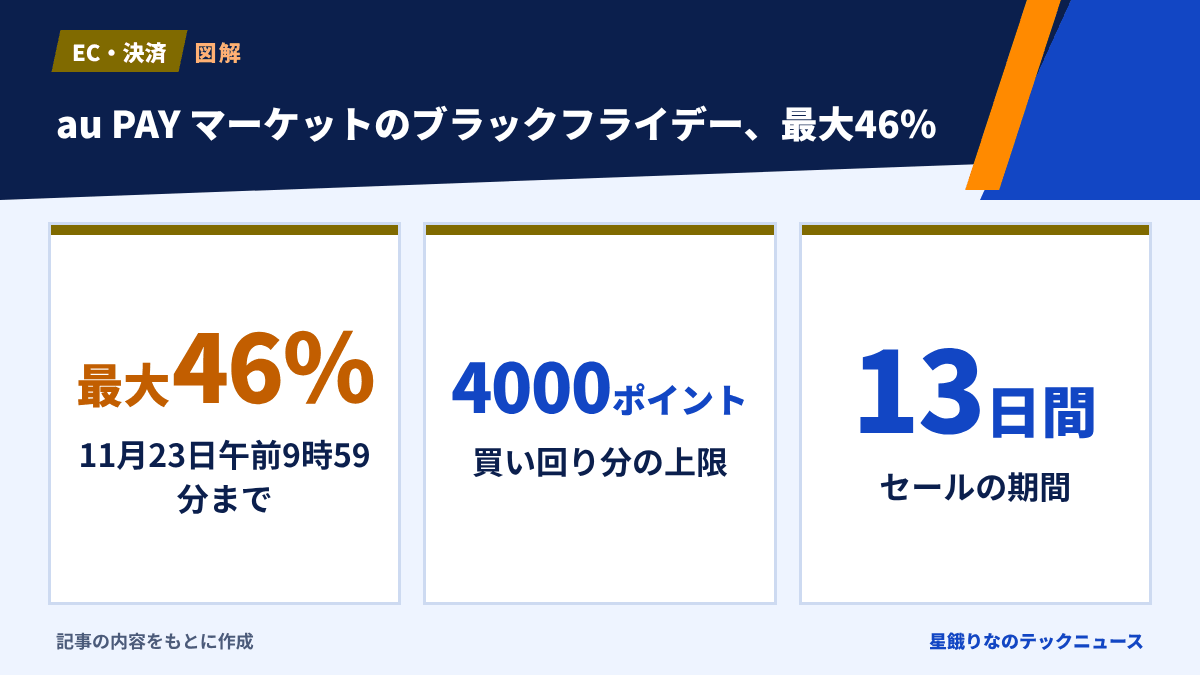 EC・決済 図解
au PAY マーケットのブラックフライデー、最大46%
最大46%
11月23日午前9時59
分まで
4000ポイント
買い回り分の上限
13日間
セールの期間
記事の内容をもとに作成
星餓りなのテックニュース